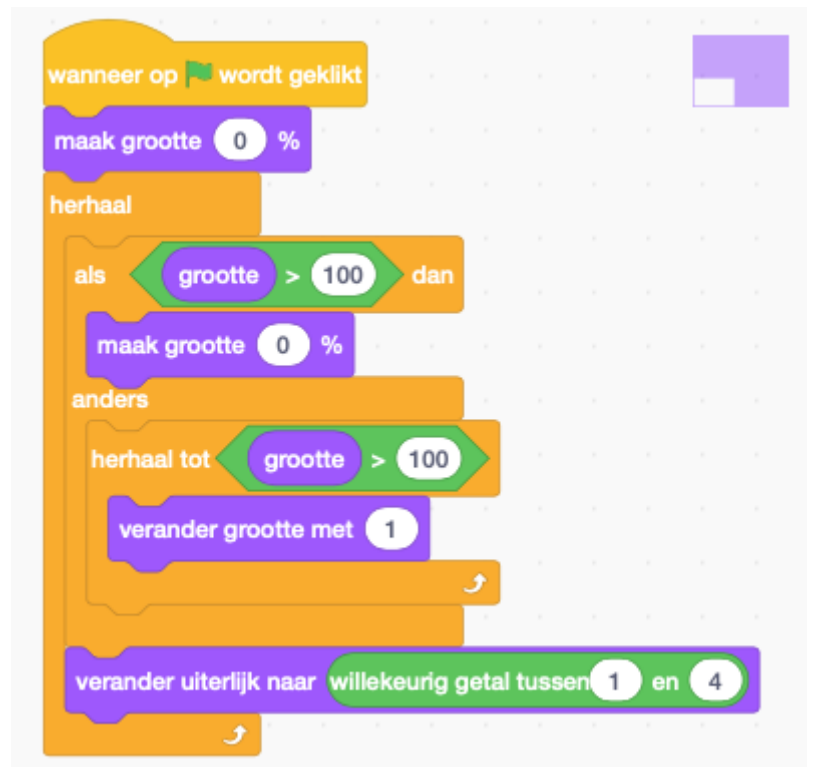 wanneer op wordt geklikt
maak grootte 0 %
herhaal
als grootte > 100 dan
maak grootte 0 %
anders
herhaal tot grootte > 100
verander grootte met 1
verander uiterlijk naar willekeurig getal tussen 1 en 4